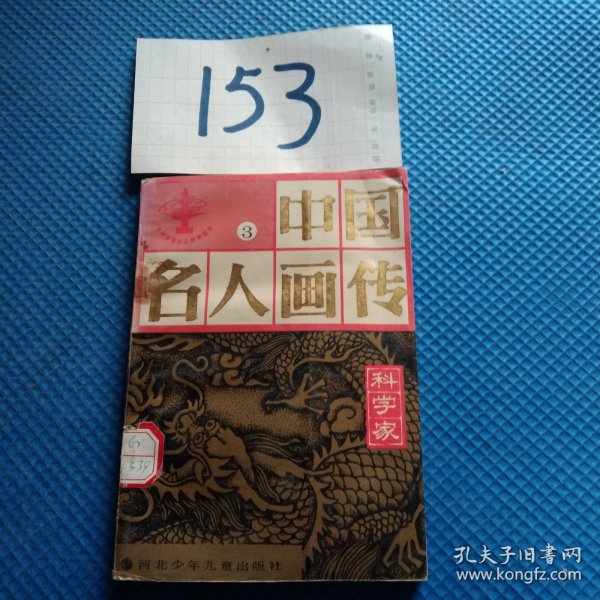 153
③
中国
名人画传
科学家
G
334
河北少年儿童出版社
孔夫子旧书网
www.kongfz.com